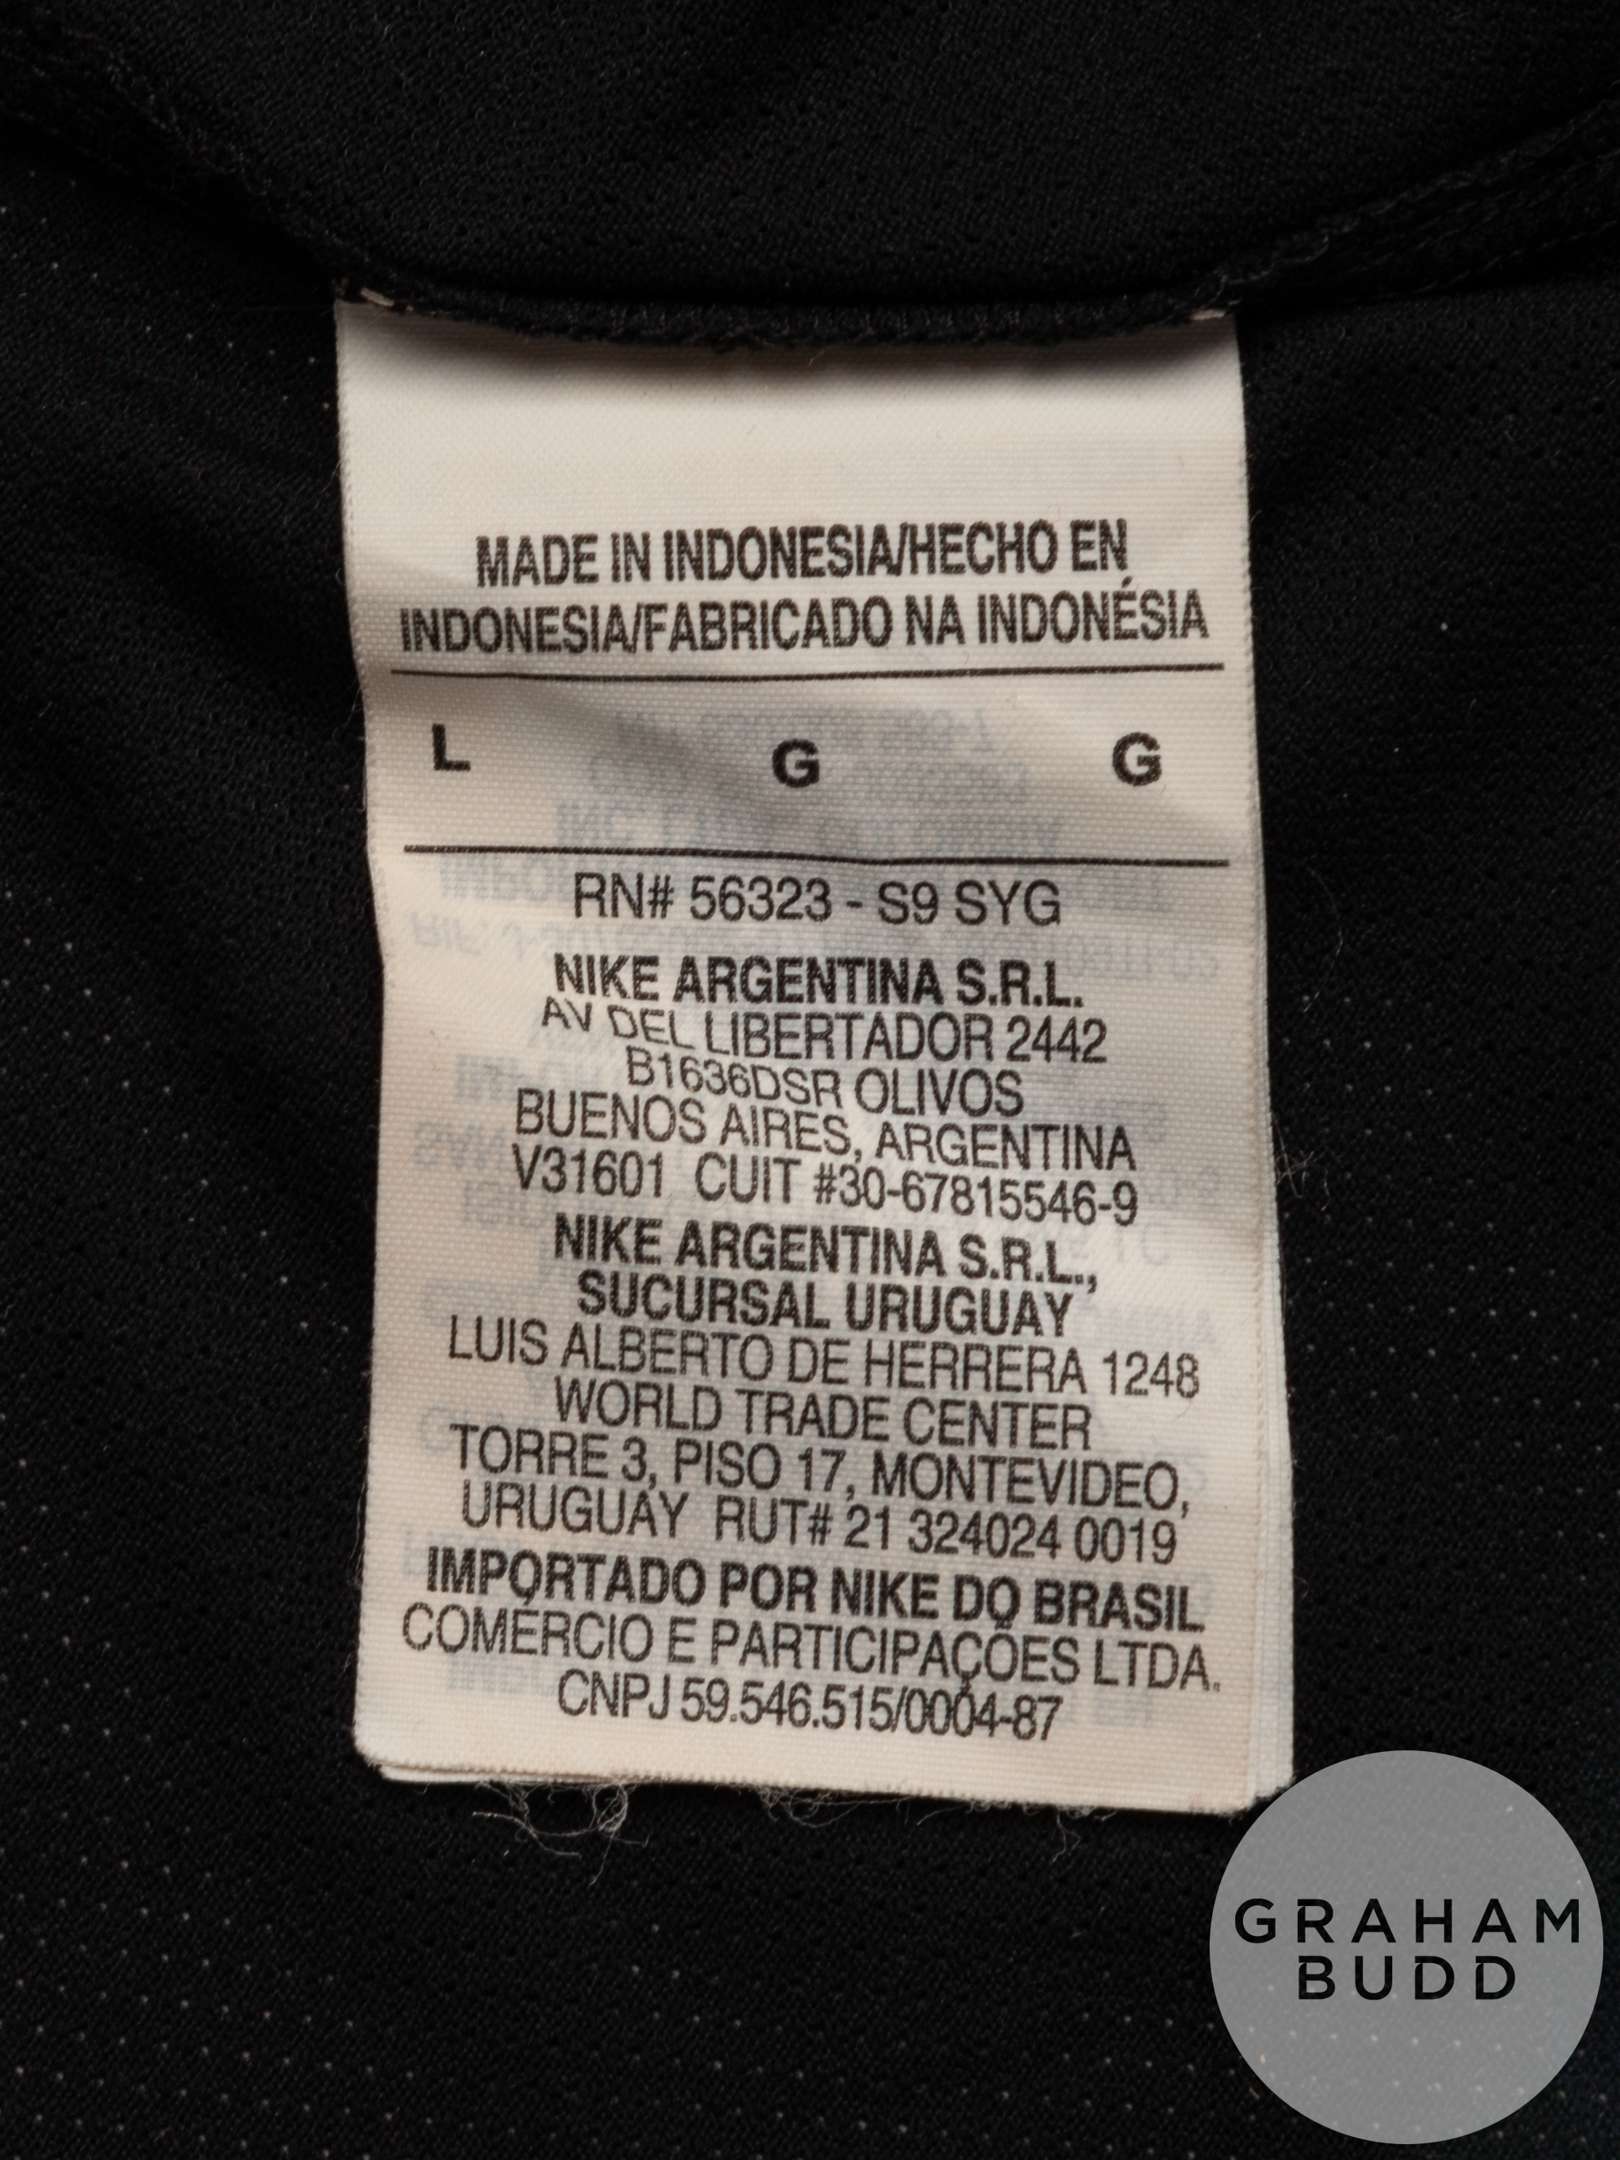 MADE IN INDONESIA/HECHO EN
INDONESIA/FABRICADO NA INDONÉSIA
L G G
RN# 56323 - S9 SYG
NIKE ARGENTINA S.R.L.
AV DEL LIBERTADOR 2442
B1636DSR OLIVOS
BUENOS AIRES, ARGENTINA
V31601 CUIT #30-67815546-9
NIKE ARGENTINA S.R.L.,
SUCURSAL URUGUAY
LUIS ALBERTO DE HERRERA 1248
WORLD TRADE CENTER
TORRE 3, PISO 17, MONTEVIDEO,
URUGUAY RUT# 21 324024 0019
IMPORTADO POR NIKE DO BRASIL
COMÉRCIO E PARTICIPAÇÕES LTDA.
CNPJ 59.546.515/0004-87
GRAHAM
BUDD